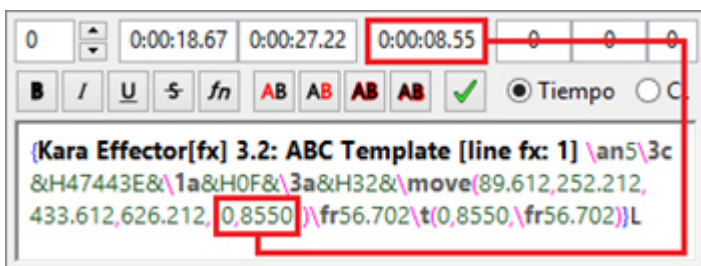 0 0:00:18.67 0:00:27.22 0:00:08.55 0 0 0
B I U S fn AB AB AB AB Tiempo C.
{Kara Effector[fx] 3.2: ABC Template [line fx: 1] \an5\3c
&H47443E&\1a&H0F&\3a&H32&\move(89.612,252.212,
433.612,626.212, 0,8550 )\fr56.702\t(0,8550,\fr56.702)}L